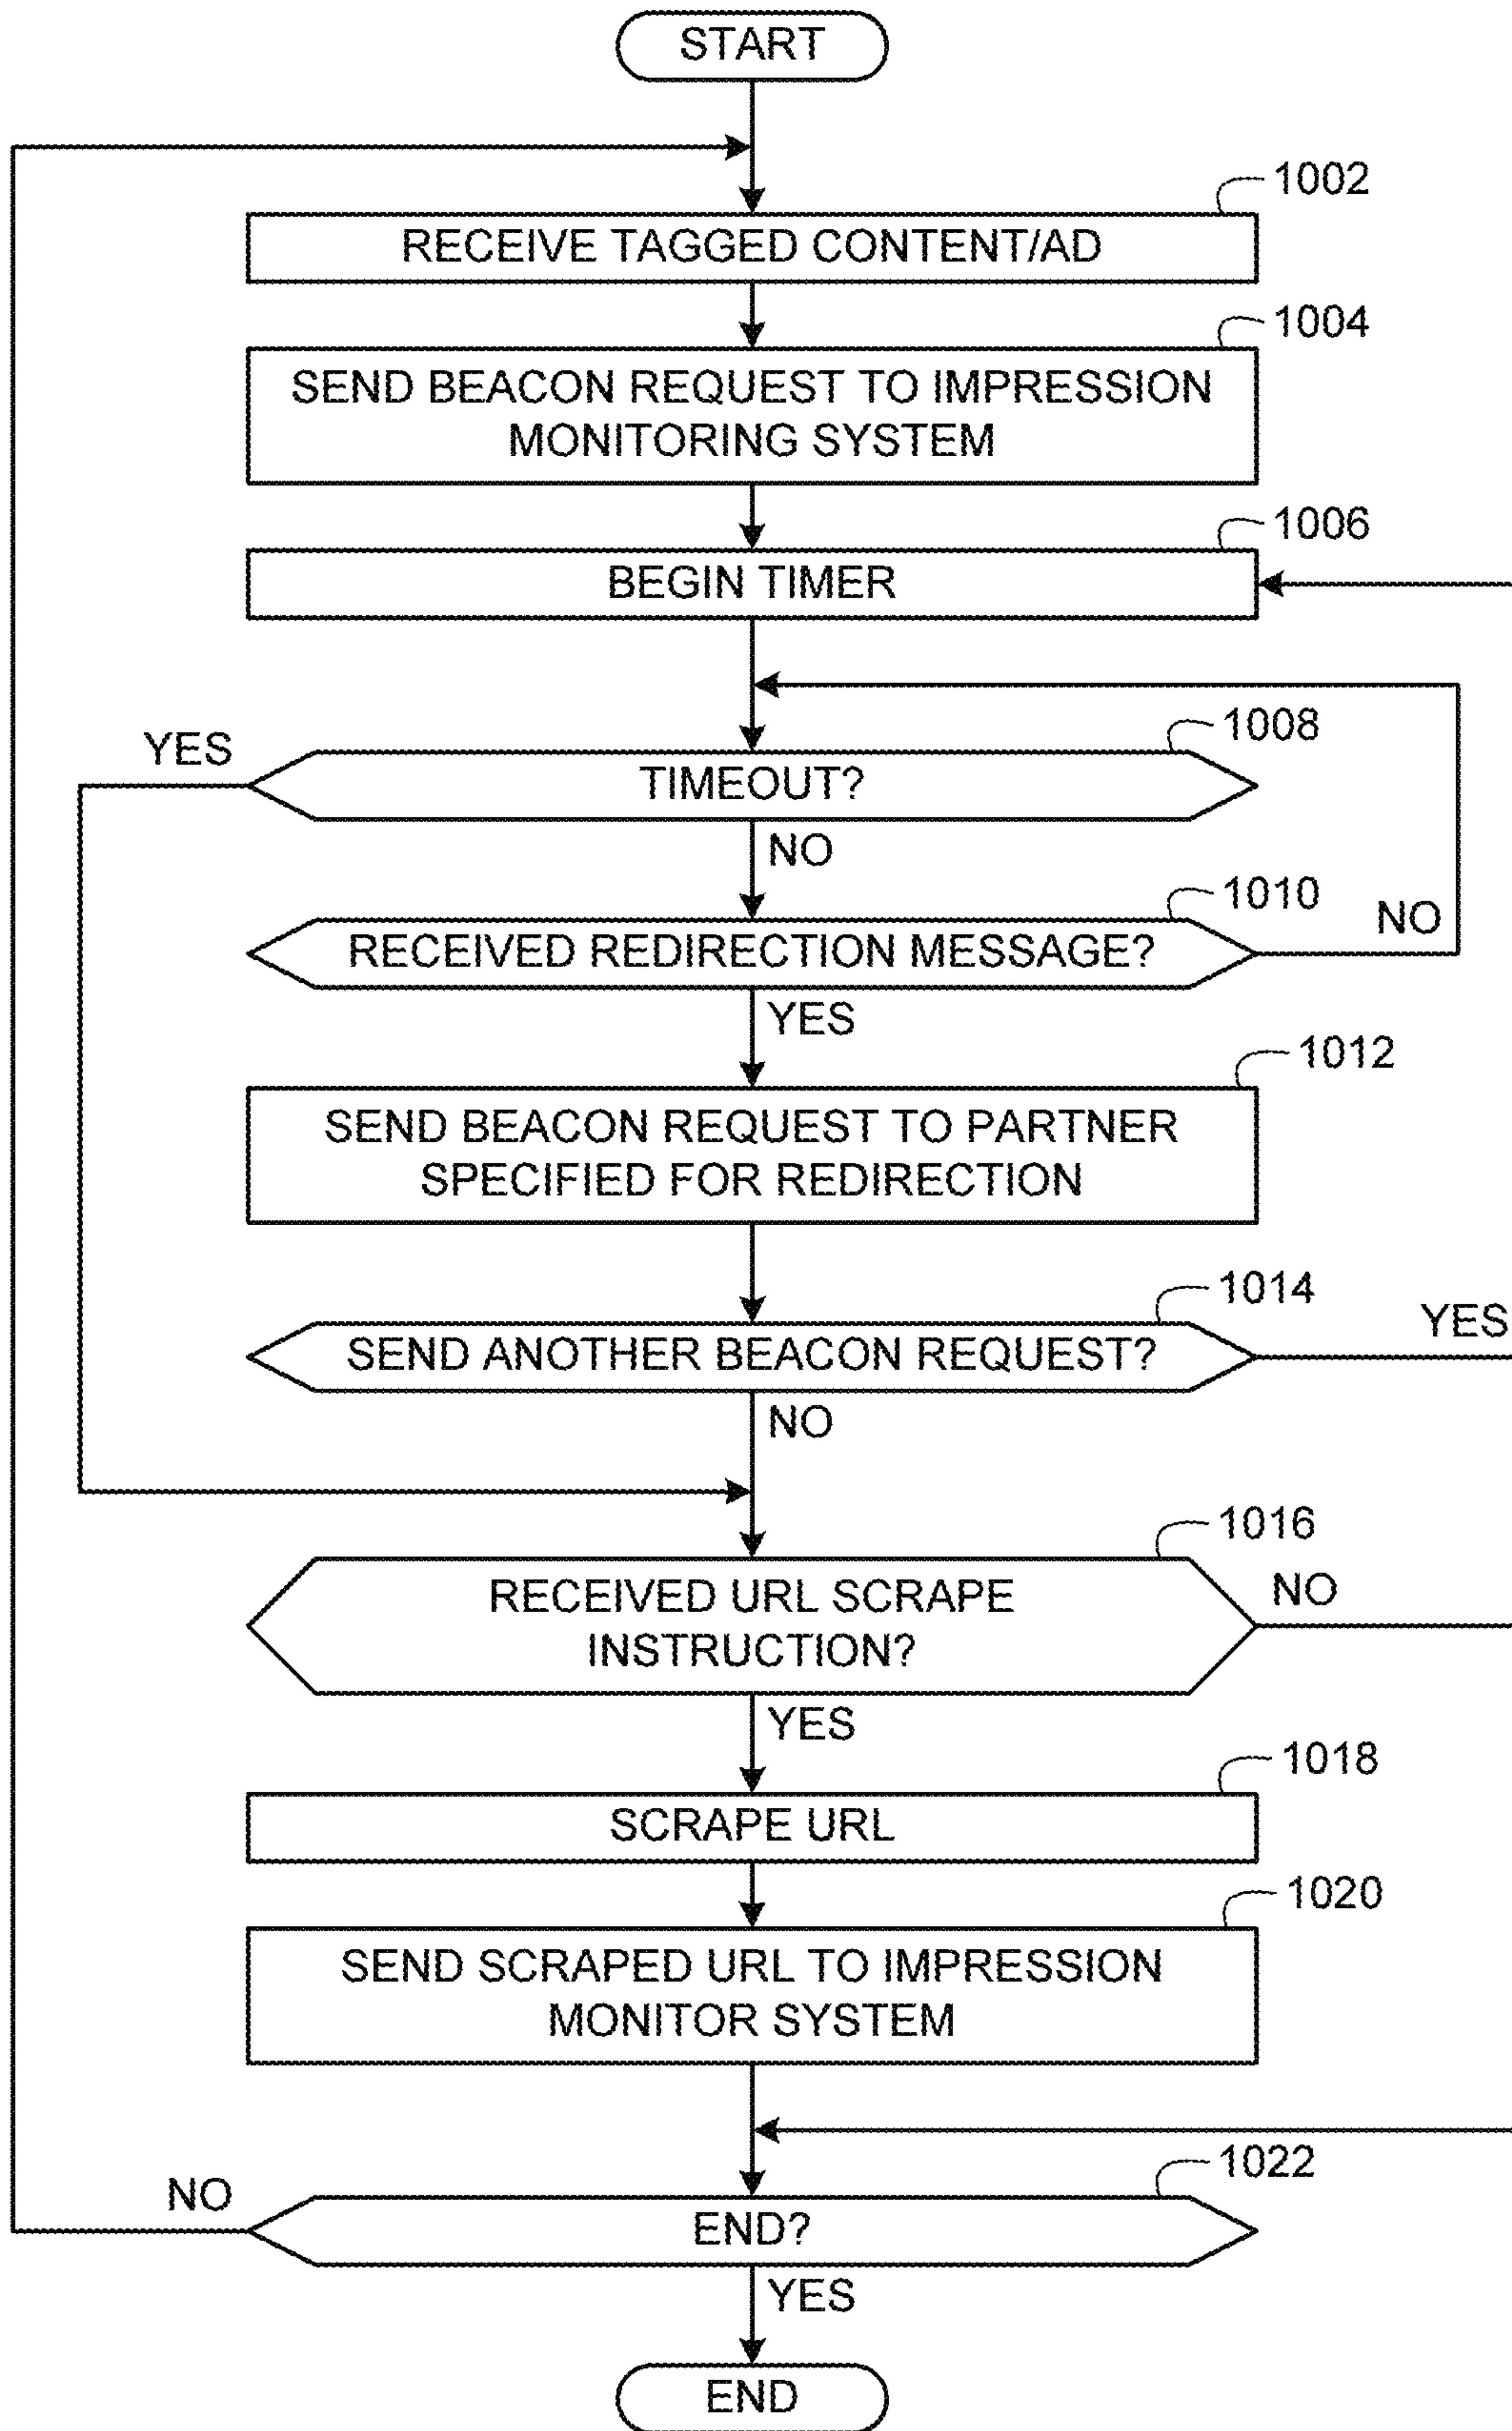 START
1002
RECEIVE TAGGED CONTENT/AD
1004
SEND BEACON REQUEST TO IMPRESSION
MONITORING SYSTEM
1006
BEGIN TIMER
1008
YES
TIMEOUT?
NO
1010
RECEIVED REDIRECTION MESSAGE?
NO
YES
1012
SEND BEACON REQUEST TO PARTNER
SPECIFIED FOR REDIRECTION
1014
SEND ANOTHER BEACON REQUEST?
YES
NO
1016
RECEIVED URL SCRAPE
INSTRUCTION?
NO
YES
1018
SCRAPE URL
1020
SEND SCRAPED URL TO IMPRESSION
MONITOR SYSTEM
1022
NO
END?
YES
END